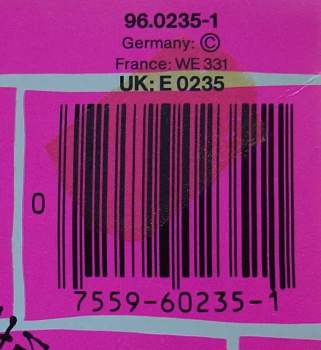 96.0235-1
Germany: Ⓒ
France: WE 331
UK: E 0235
0
7559-60235-1